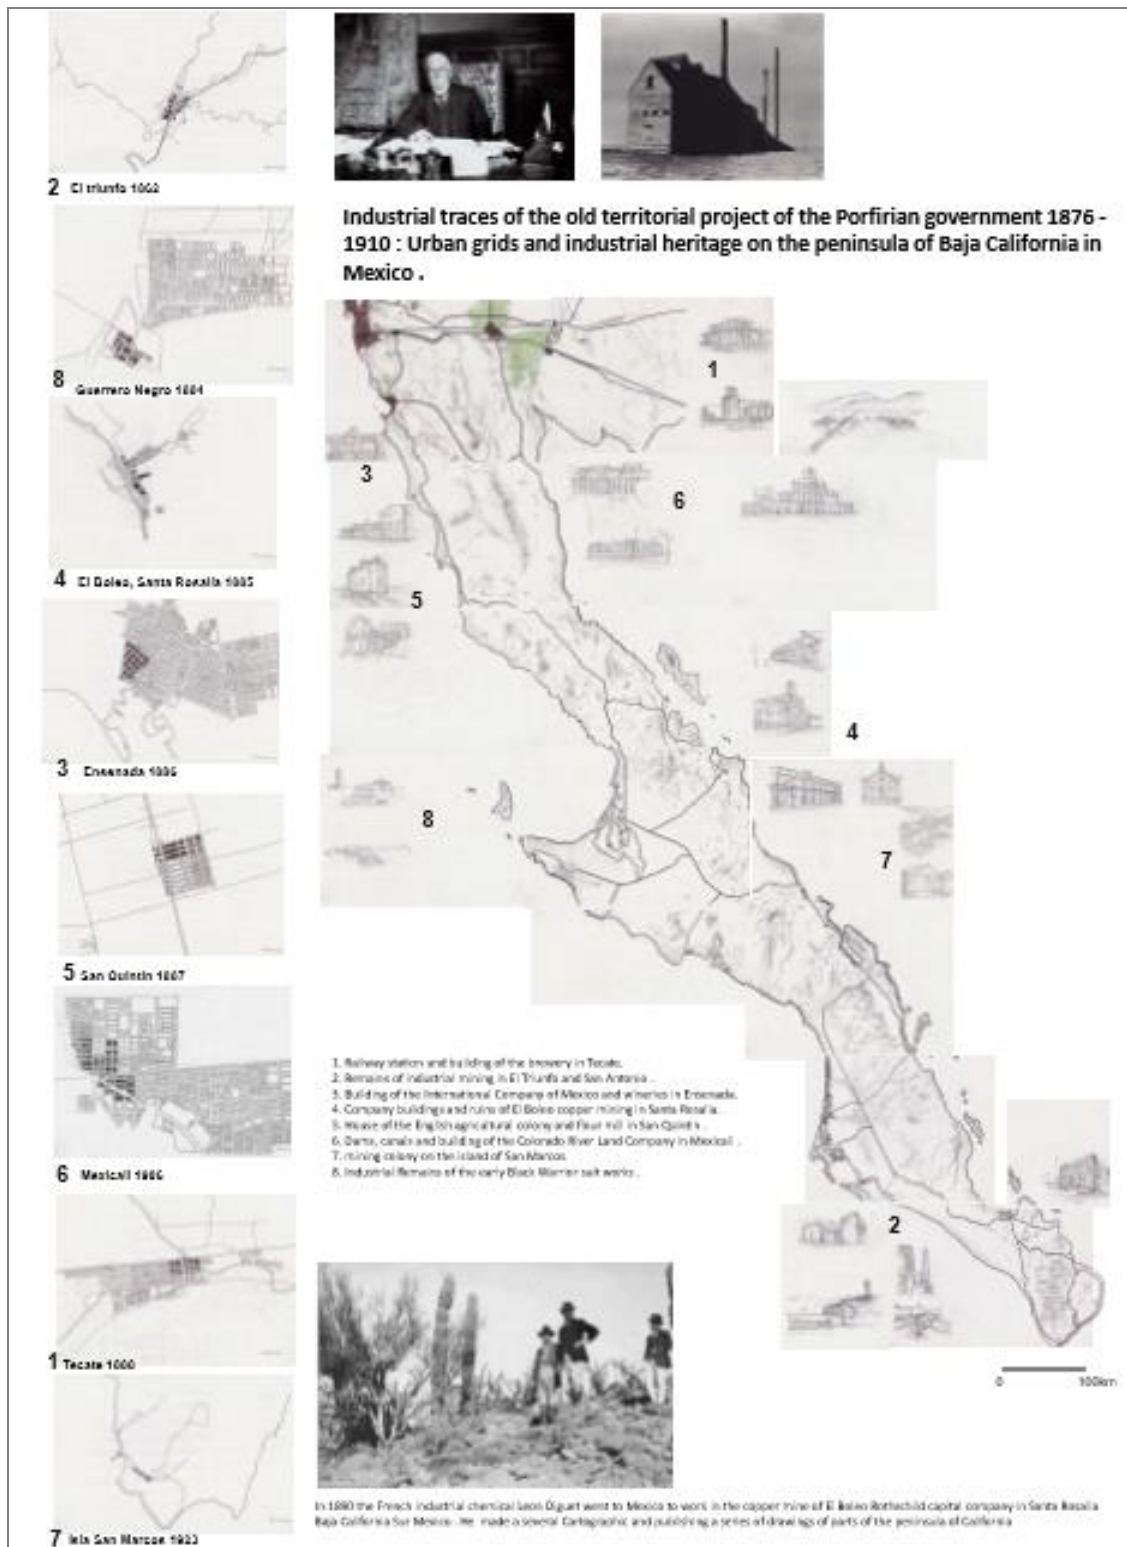 2 El triunfo 1862
Industrial traces of the old territorial project of the Porfirian government 1876 -
1910 : Urban grids and industrial heritage on the peninsula of Baja California in
Mexico .
8 Guerrero Negro
4 El Boleo, Santa Rosalia 1885
3 Ensenada
5 San Quintin
6 Mexicali
1 Tecate
7 Isla San Marcos 1923
1
3
6
5
4
8
7
2
1. Railway station and building of the brewery in Tecate.
2. Remains of industrial mining in El Triunfo and San Antonio .
3. Building of the International Company of Mexico and wineries in Ensenada.
4. Company buildings and ruins of El Boleo copper mining in Santa Rosalia.
5. House of the English agricultural colony and flour mill in San Quintin .
6. Dams, canals and building of the Colorado River Land Company in Mexicali .
7. mining colony on the island of San Marcos
8. Industrial Remains of the early Black Warrior salt works .
0 100km
In 1890 the French industrial chemical Leon Diguet went to Mexico to work in the copper mine of El Boleo Rothschild capital company in Santa Rosalia
Baja California Sur Mexico . He made a several Cartographic and publishing a series of drawings of parts of the peninsula of California